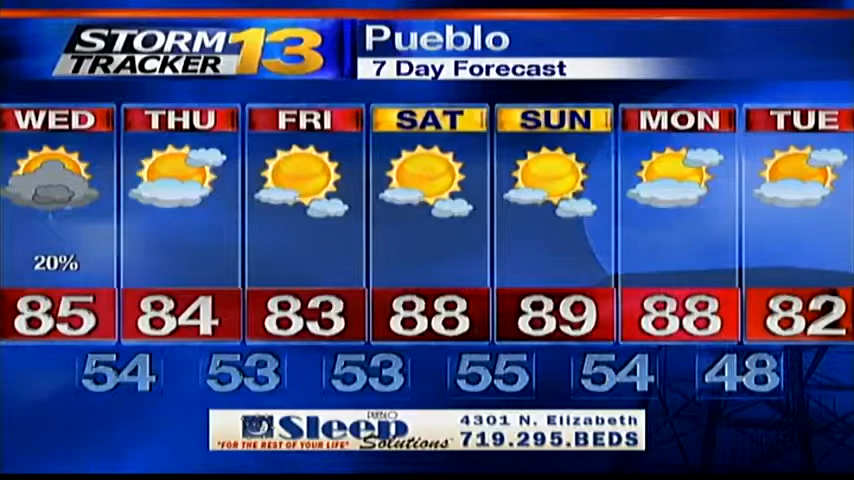 STORM
TRACKER 13
Pueblo
7 Day Forecast
WED THU FRI SAT SUN MON TUE
20%
85 84 83 88 89 88 82
54 53 53 55 54 48
PUEBLO
Sleep
Solutions
"FOR THE REST OF YOUR LIFE"
4301 N. Elizabeth
719.295.BEDS